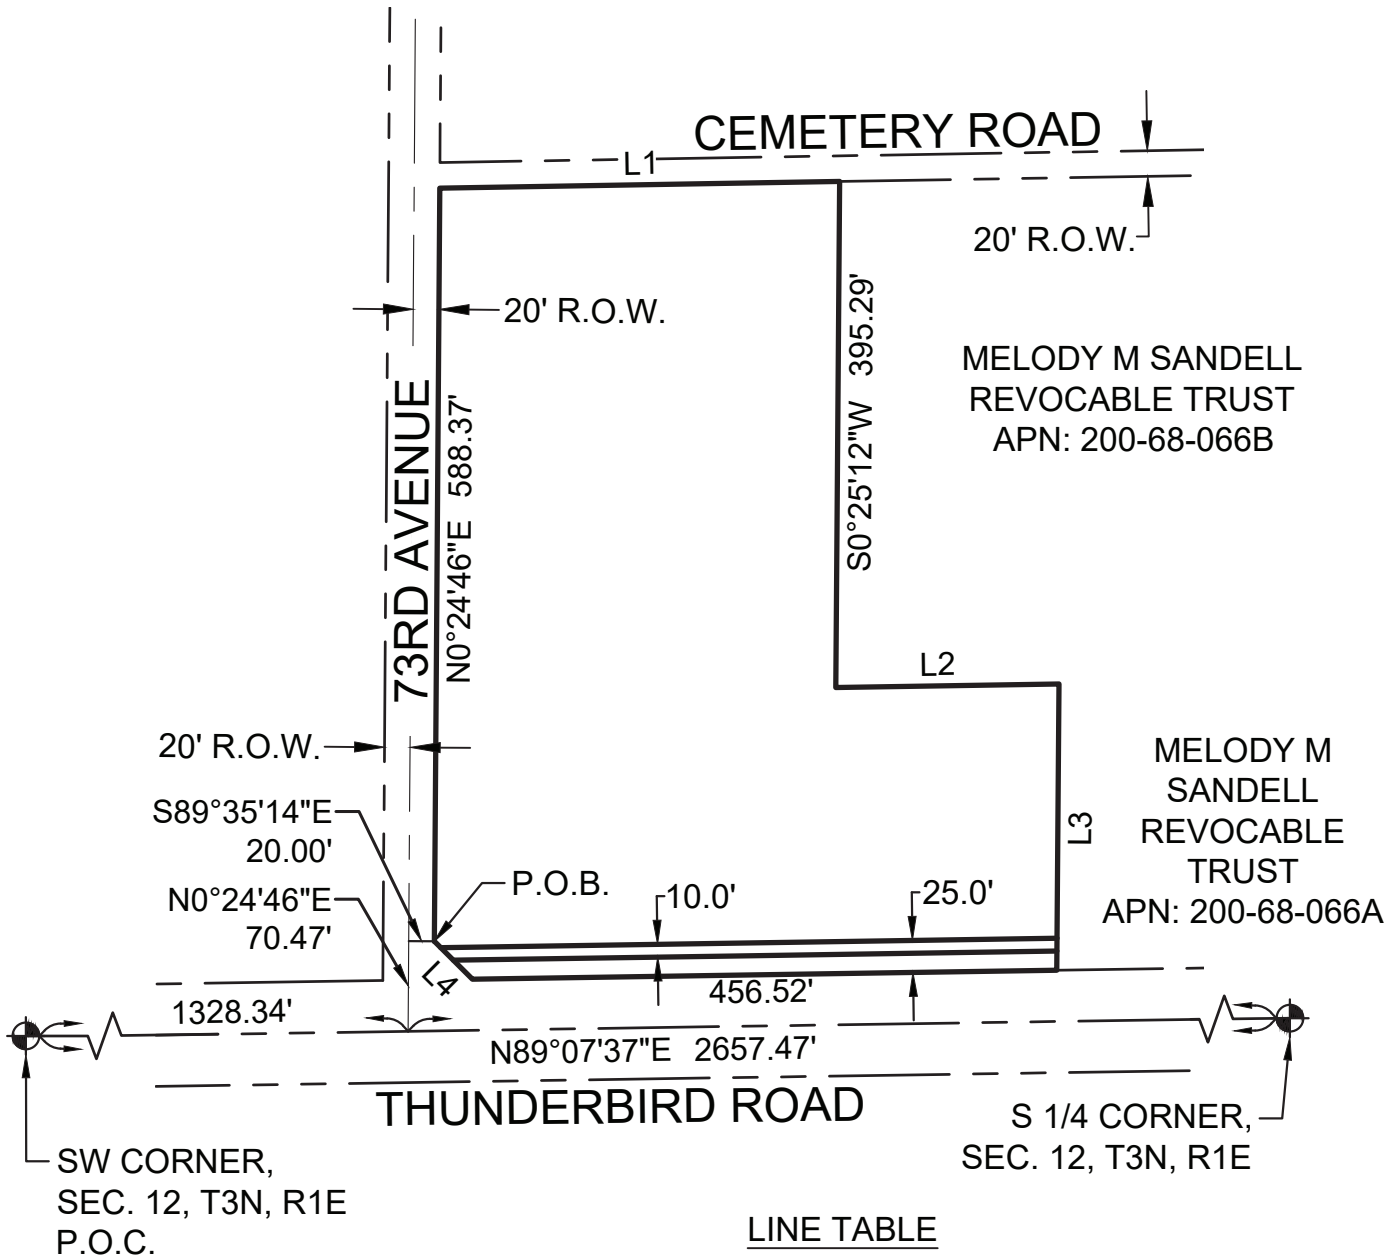 CEMETERY ROAD
L1
20' R.O.W.
20' R.O.W.
S0°25'12"W 395.29'
MELODY M SANDELL
REVOCABLE TRUST
APN: 200-68-066B
73RD AVENUE
N0°24'46"E 588.37'
L2
20' R.O.W.
MELODY M
SANDELL
REVOCABLE
TRUST
APN: 200-68-066A
L3
S89°35'14"E
20.00'
P.O.B.
10.0'
25.0'
N0°24'46"E
70.47'
L4
456.52'
1328.34'
N89°07'37"E 2657.47'
THUNDERBIRD ROAD
S 1/4 CORNER,
SEC. 12, T3N, R1E
SW CORNER,
SEC. 12, T3N, R1E
P.O.C.
LINE TABLE